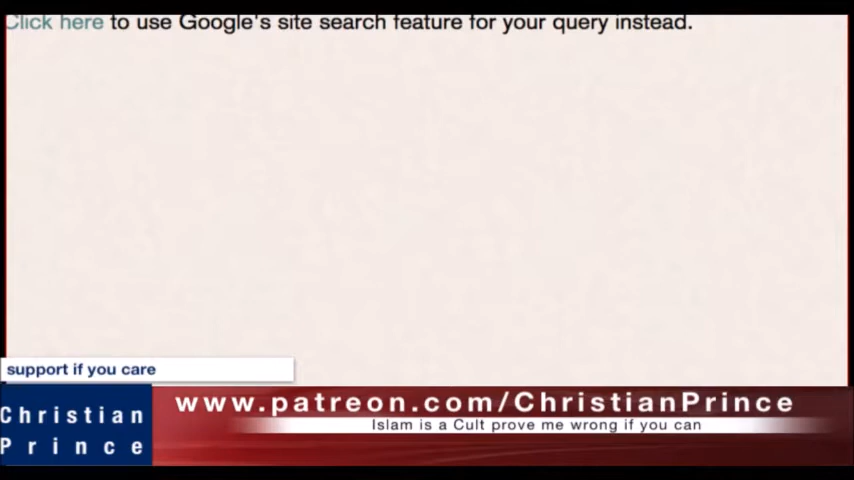 Click here to use Google's site search feature for your query instead.
support if you care
www.patreon.com/ChristianPrince
Islam is a Cult prove me wrong if you can
Christian
Prince